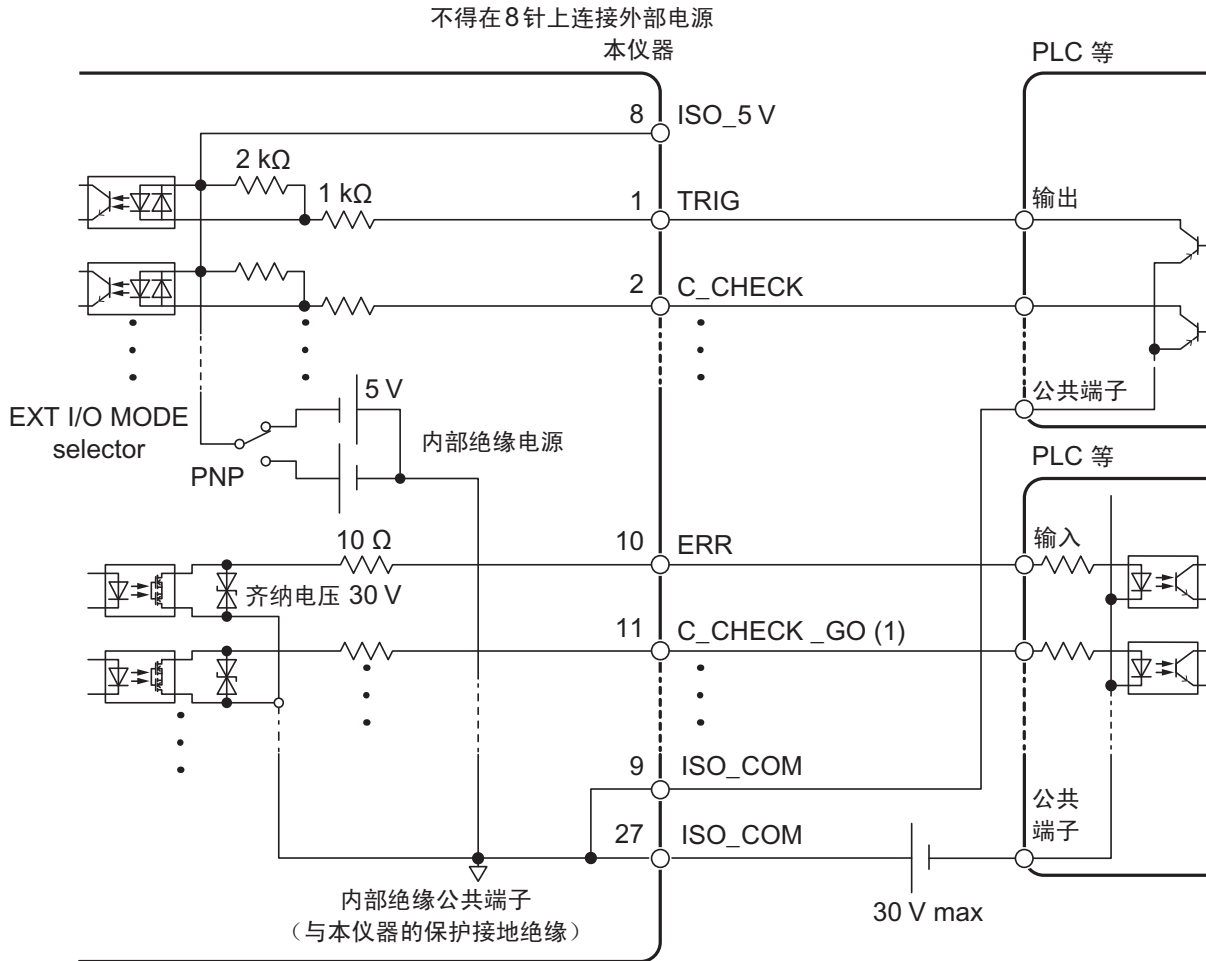 不得在8针上连接外部电源
本仪器
PLC 等
8 ISO_5 V
2 kΩ
1 kΩ
1 TRIG
输出
2 C_CHECK
5 V
公共端子
EXT I/O MODE
selector
内部绝缘电源
PNP
PLC 等
10 Ω
10 ERR
输入
齐纳电压 30 V
11 C_CHECK _GO (1)
9 ISO_COM
公共
端子
27 ISO_COM
内部绝缘公共端子
（与本仪器的保护接地绝缘）
30 V max